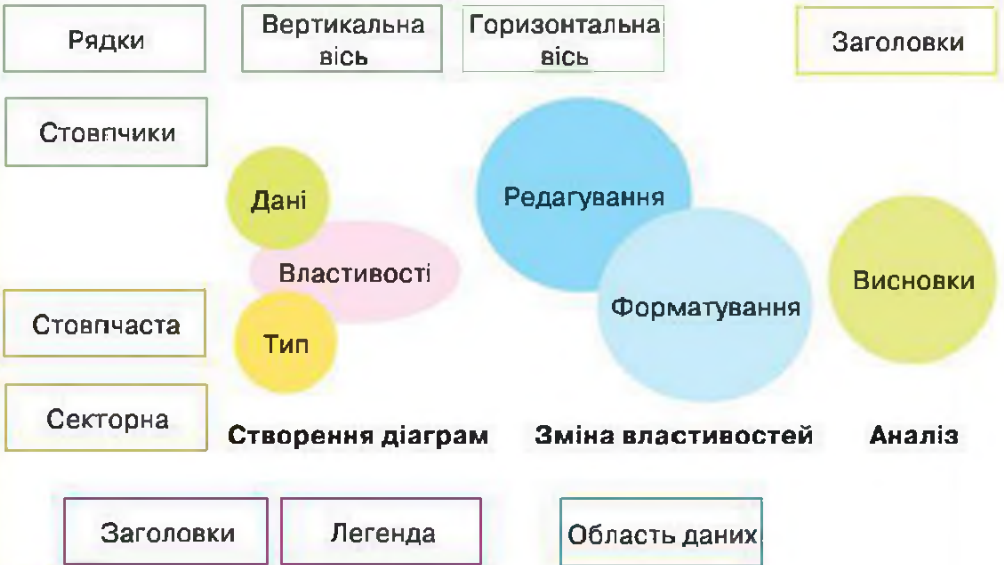 Рядки
Вертикальна
вісь
Горизонтальна
вісь
Заголовки
Стовпчики
Дані
Редагування
Властивості
Висновки
Форматування
Стовпчаста
Тип
Секторна
Створення діаграм
Зміна властивостей
Аналіз
Заголовки
Легенда
Область даних